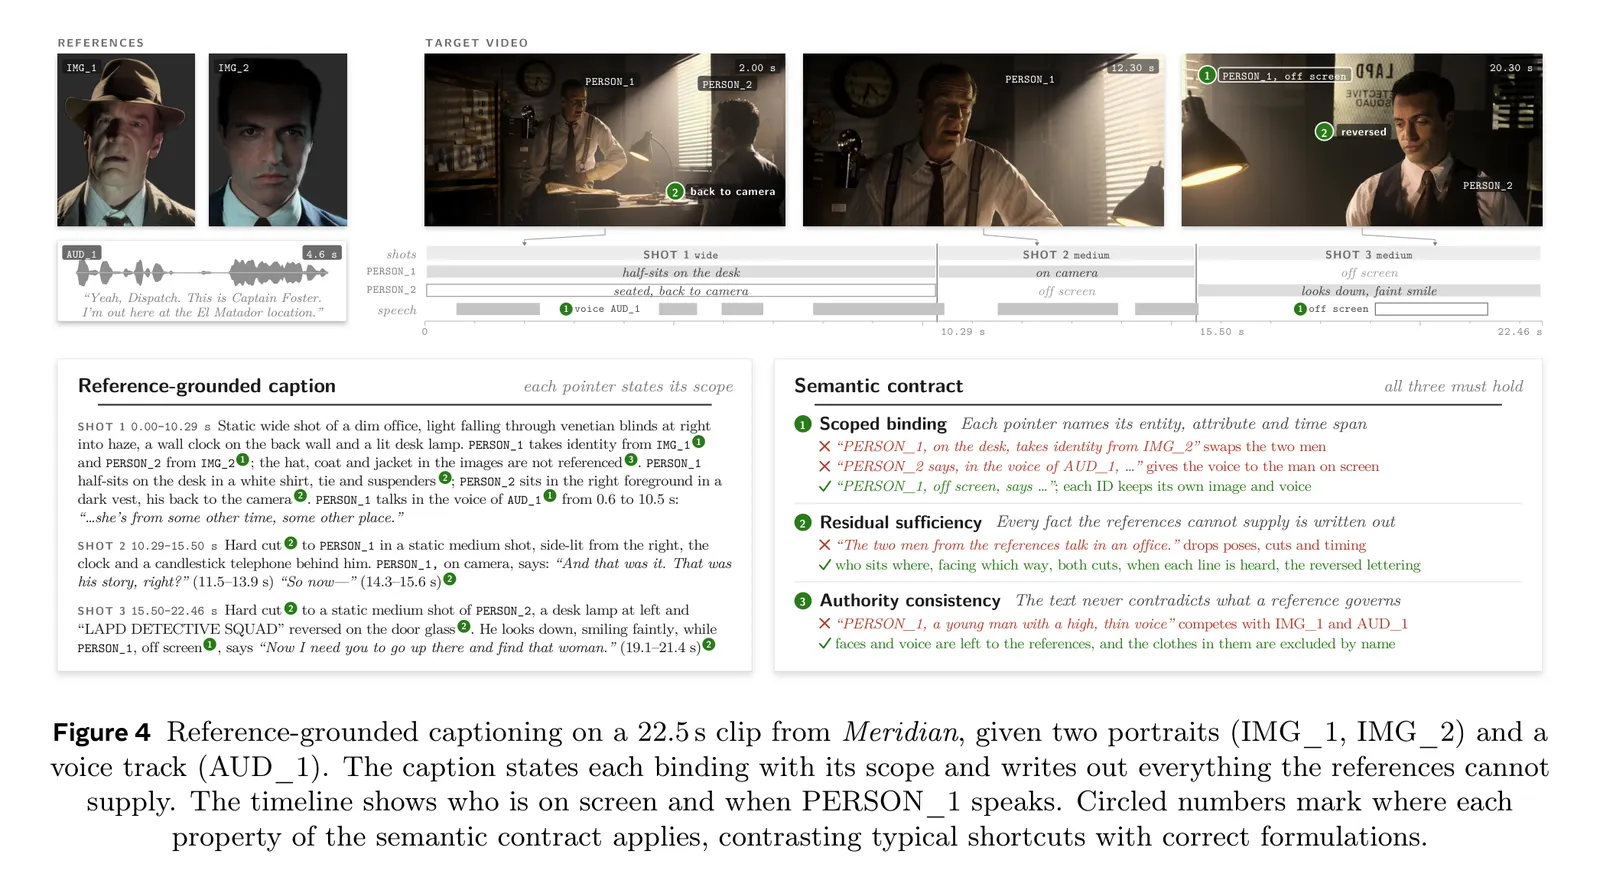 REFERENCES
TARGET VIDEO
IMG_1
IMG_2
PERSON_1
2.00 s
PERSON_2
2 back to camera
PERSON_1
12.30 s
1 PERSON_1, off screen
20.30 s
LAPD
DETECTIVE
SQUAD
2 reversed
PERSON_2
AUD_1
4.6 s
“Yeah, Dispatch. This is Captain Foster.
I’m out here at the El Matador location.”
shots SHOT 1 wide SHOT 2 medium SHOT 3 medium
PERSON_1 half-sits on the desk on camera off screen
PERSON_2 seated, back to camera off screen looks down, faint smile
speech 1 voice AUD_1 1 off screen
0 10.29 s 15.50 s 22.46 s
Reference-grounded caption each pointer states its scope
SHOT 1 0.00–10.29 s Static wide shot of a dim office, light falling through venetian blinds at right
into haze, a wall clock on the back wall and a lit desk lamp. PERSON_1 takes identity from IMG_1 1
and PERSON_2 from IMG_2 1; the hat, coat and jacket in the images are not referenced 3. PERSON_1
half-sits on the desk in a white shirt, tie and suspenders 2; PERSON_2 sits in the right foreground in a
dark vest, his back to the camera 2. PERSON_1 talks in the voice of AUD_1 1 from 0.6 to 10.5 s:
“…she’s from some other time, some other place.”
SHOT 2 10.29–15.50 s Hard cut 2 to PERSON_1 in a static medium shot, side-lit from the right, the
clock and a candlestick telephone behind him. PERSON_1, on camera, says: “And that was it. That was
his story, right?” (11.5–13.9 s) “So now—” (14.3–15.6 s) 2
SHOT 3 15.50–22.46 s Hard cut 2 to a static medium shot of PERSON_2, a desk lamp at left and
“LAPD DETECTIVE SQUAD” reversed on the door glass 2. He looks down, smiling faintly, while
PERSON_1, off screen 1, says “Now I need you to go up there and find that woman.” (19.1–21.4 s) 2
Semantic contract all three must hold
1 Scoped binding Each pointer names its entity, attribute and time span
✗ “PERSON_1, on the desk, takes identity from IMG_2” swaps the two men
✗ “PERSON_2 says, in the voice of AUD_1, …” gives the voice to the man on screen
✓ “PERSON_1, off screen, says …”; each ID keeps its own image and voice
2 Residual sufficiency Every fact the references cannot supply is written out
✗ “The two men from the references talk in an office.” drops poses, cuts and timing
✓ who sits where, facing which way, both cuts, when each line is heard, the reversed lettering
3 Authority consistency The text never contradicts what a reference governs
✗ “PERSON_1, a young man with a high, thin voice” competes with IMG_1 and AUD_1
✓ faces and voice are left to the references, and the clothes in them are excluded by name
Figure 4 Reference-grounded captioning on a 22.5 s clip from Meridian, given two portraits (IMG_1, IMG_2) and a
voice track (AUD_1). The caption states each binding with its scope and writes out everything the references cannot
supply. The timeline shows who is on screen and when PERSON_1 speaks. Circled numbers mark where each
property of the semantic contract applies, contrasting typical shortcuts with correct formulations.